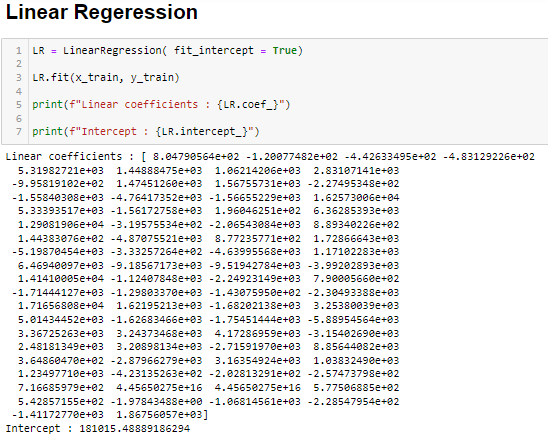 Linear Regeression
1 LR = LinearRegression( fit_intercept = True)
2
3 LR.fit(x_train, y_train)
4
5 print(f"Linear coefficients : {LR.coef_}")
6
7 print(f"Intercept : {LR.intercept_}")
Linear coefficients : [ 8.04790564e+02 -1.20077482e+02 -4.42633495e+02 -4.83129226e+02
5.31982721e+03 1.44888475e+03 1.06214206e+03 2.83107141e+03
-9.95819102e+02 1.47451260e+03 1.56755731e+03 -2.27495348e+02
-1.55840308e+03 -4.76417352e+03 -1.56655229e+03 1.62573006e+04
5.33393517e+03 -1.56172758e+03 1.96046251e+02 6.36285393e+03
1.29081906e+04 -3.19575534e+02 -2.06543084e+03 8.89340226e+02
1.44383076e+02 -4.87075521e+03 8.77235771e+02 1.72866643e+03
-5.19870454e+03 -3.33257264e+02 -4.63995568e+03 1.17102283e+03
6.46940097e+03 -9.18567173e+03 -9.51942784e+03 -3.99202893e+03
1.41410005e+04 -1.12407848e+03 -2.24923149e+03 7.90005660e+02
-1.71444127e+03 -1.29803370e+03 -1.43075950e+02 -2.30493388e+03
1.71656808e+04 1.62195213e+03 -1.68202138e+03 3.25380039e+03
5.01434452e+03 -1.62683466e+03 -1.75451444e+03 -5.88954564e+03
3.36725263e+03 3.24373468e+03 4.17286959e+03 -3.15402690e+03
2.48181349e+03 3.20898134e+03 -2.71591970e+03 8.85644082e+03
3.64860470e+02 -2.87966279e+03 3.16354924e+03 1.03832490e+03
1.23497710e+03 -4.23135263e+02 -2.02813291e+02 -2.57473798e+02
7.16685979e+02 4.45650275e+16 4.45650275e+16 5.77506885e+02
5.42857155e+02 -1.97843488e+00 -1.06814561e+03 -2.28547954e+02
-1.41172770e+03 1.86756057e+03]
Intercept : 181015.48889186294